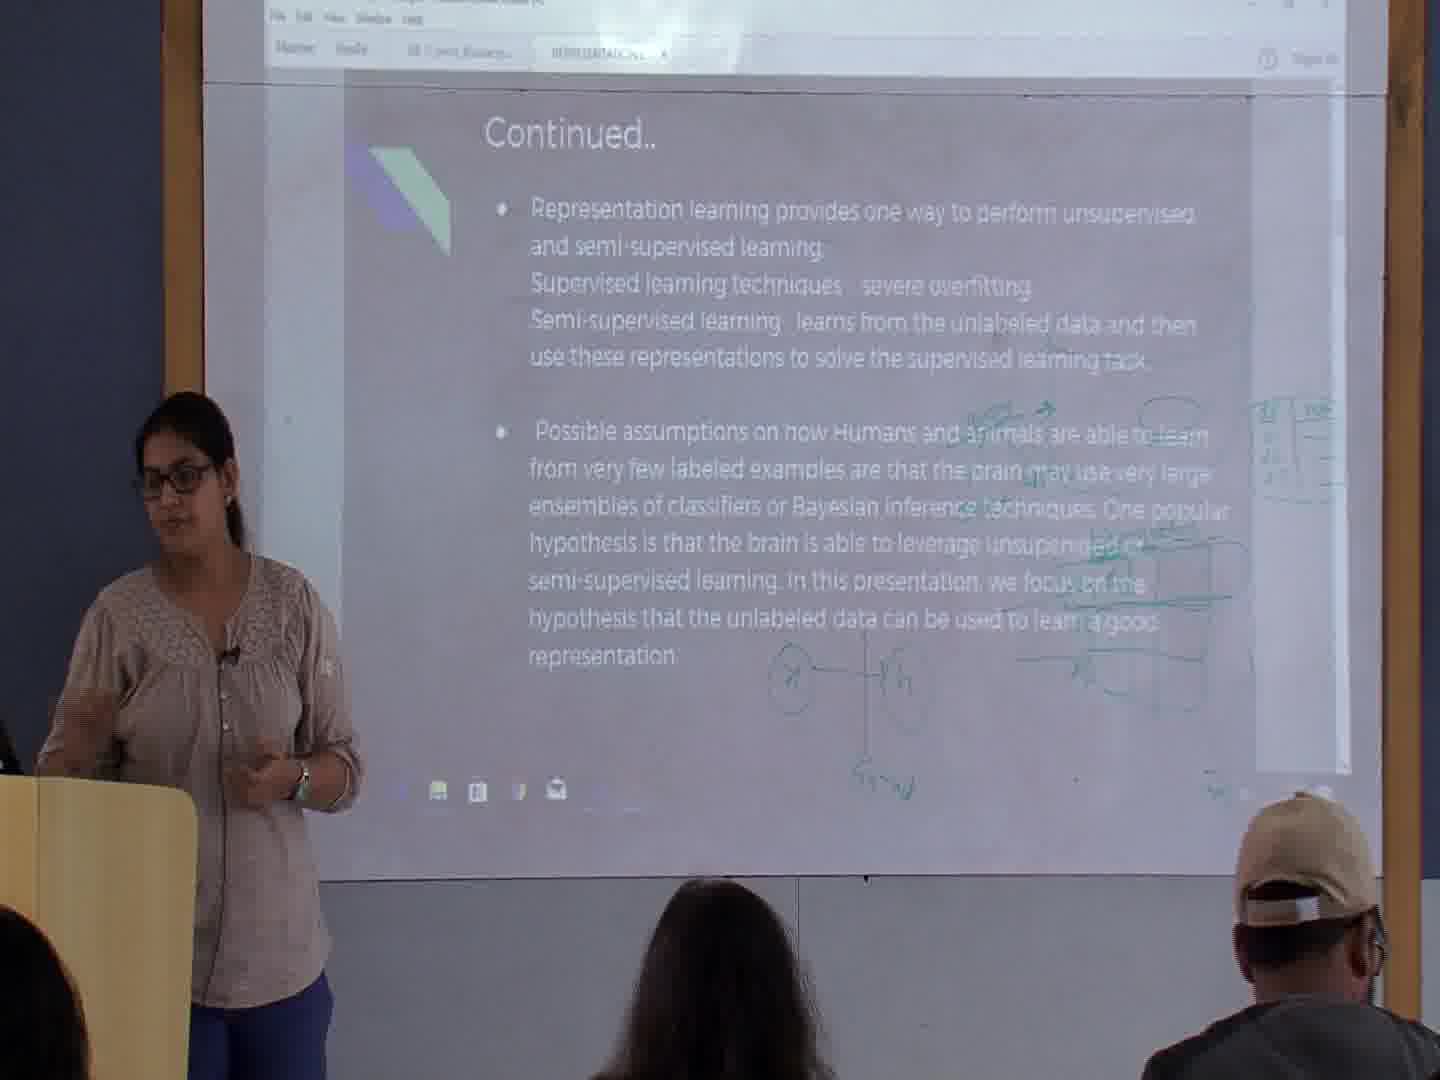 File Edit View Window Help
Home Tools
Sign In
Continued..
• Representation learning provides one way to perform unsupervised
and semi-supervised learning.
Supervised learning techniques severe overfitting
Semi-supervised learning learns from the unlabeled data and then
use these representations to solve the supervised learning task.
• Possible assumptions on how Humans and animals are able to learn
from very few labeled examples are that the brain may use very large
ensembles of classifiers or Bayesian inference techniques. One popular
hypothesis is that the brain is able to leverage unsupervised or
semi-supervised learning. In this presentation, we focus on the
hypothesis that the unlabeled data can be used to learn a good
representation.
x h